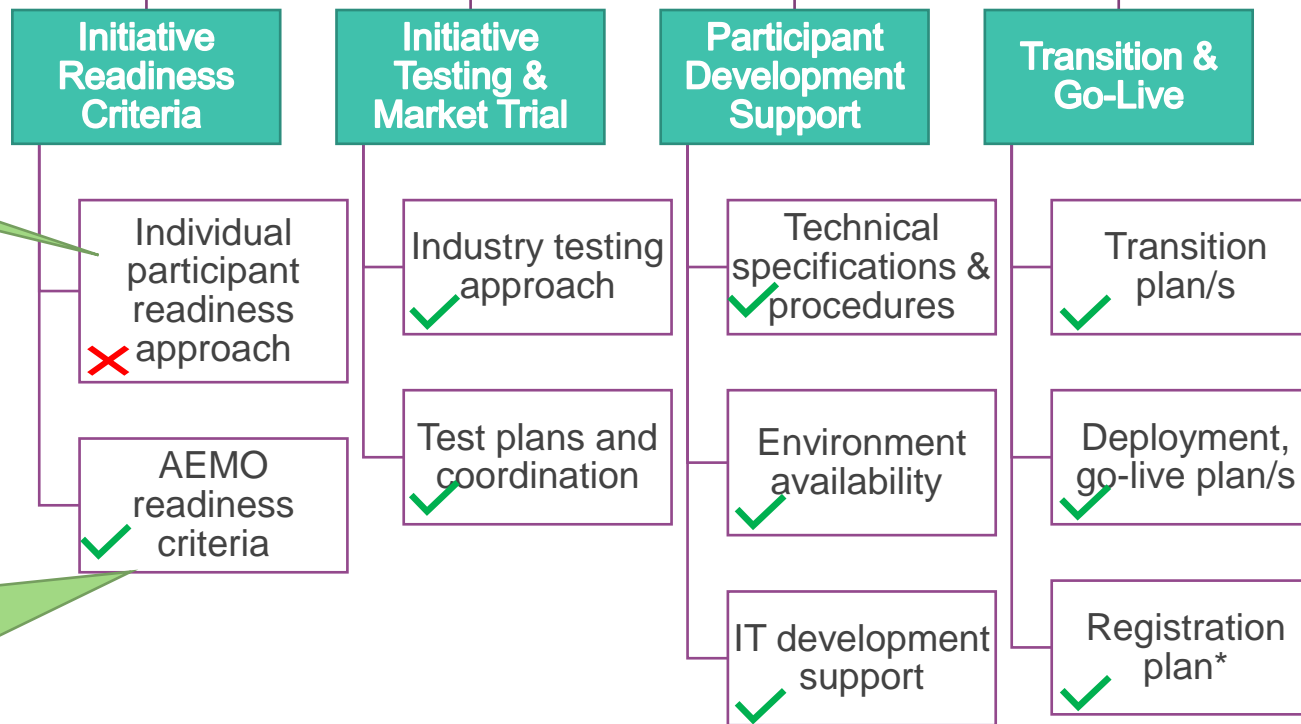 Initiative
Readiness
Criteria
Initiative
Testing &
Market Trial
Participant
Development
Support
Transition &
Go-Live
Individual
participant
readiness
approach
AEMO
readiness
criteria
Industry testing
approach
Test plans and
coordination
Technical
specifications &
procedures
Environment
availability
IT development
support
Transition
plan/s
Deployment,
go-live plan/s
Registration
plan*